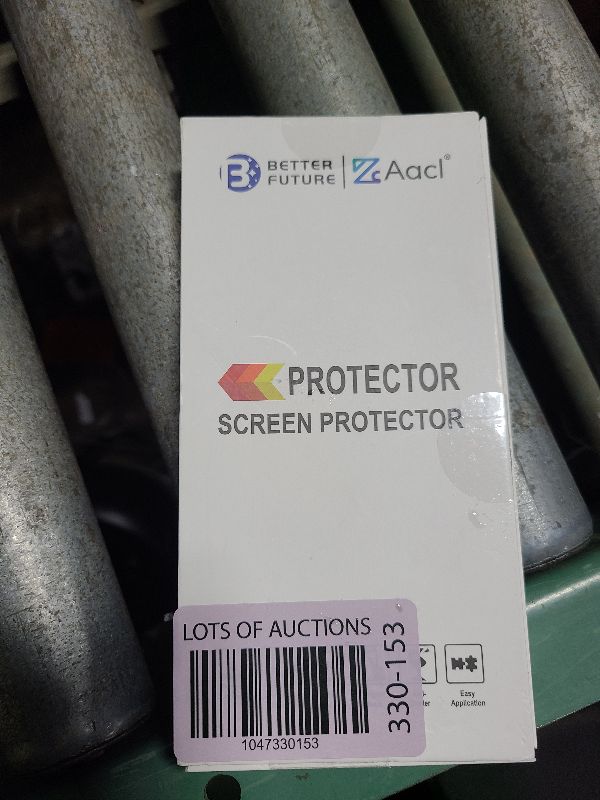 BETTER
FUTURE
Aacl®
PROTECTOR
SCREEN PROTECTOR
LOTS OF AUCTIONS
330-153
1047330153
Easy
Application